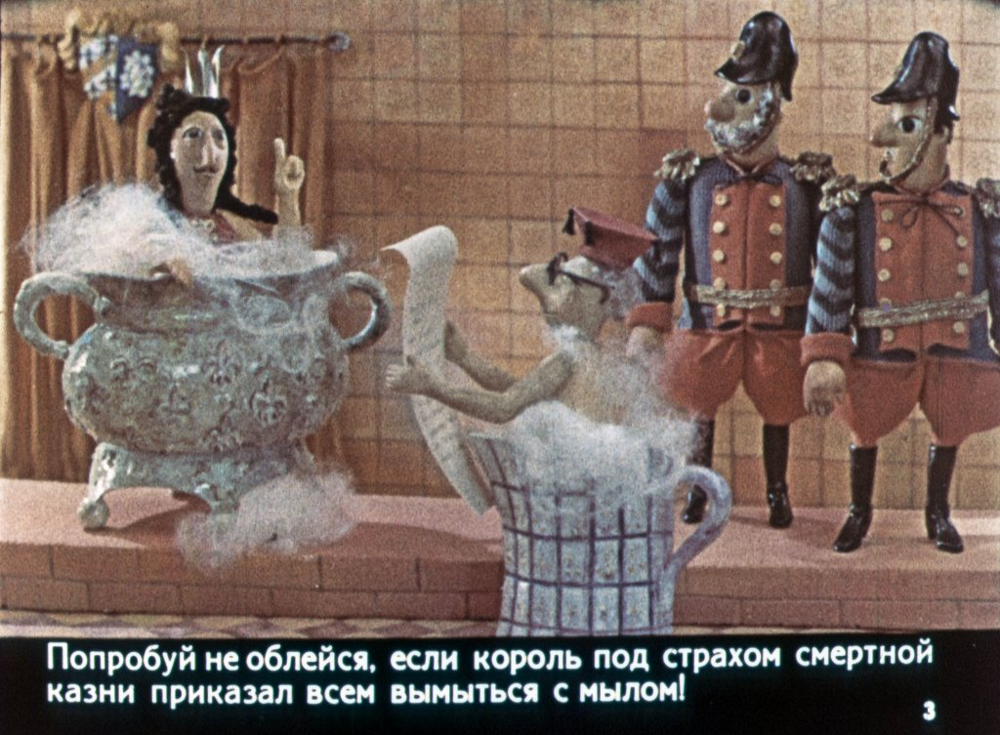 Попробуй не облейся, если король под страхом смертной
казни приказал всем вымыться с мылом!
3